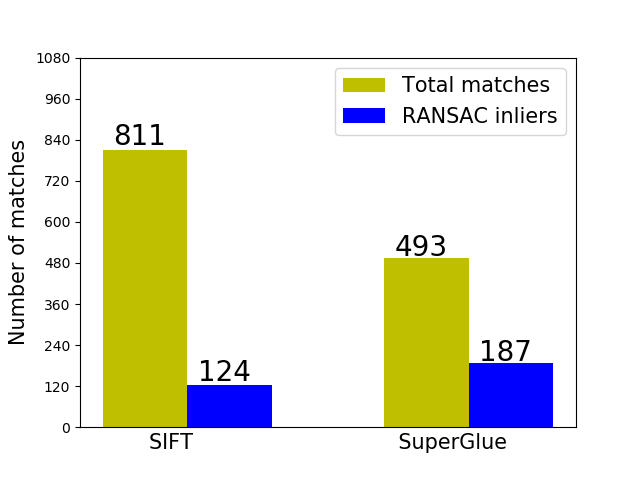 1080
960
840
720
600
480
360
240
120
0
Number of matches
Total matches
RANSAC inliers
811
124
493
187
SIFT
SuperGlue